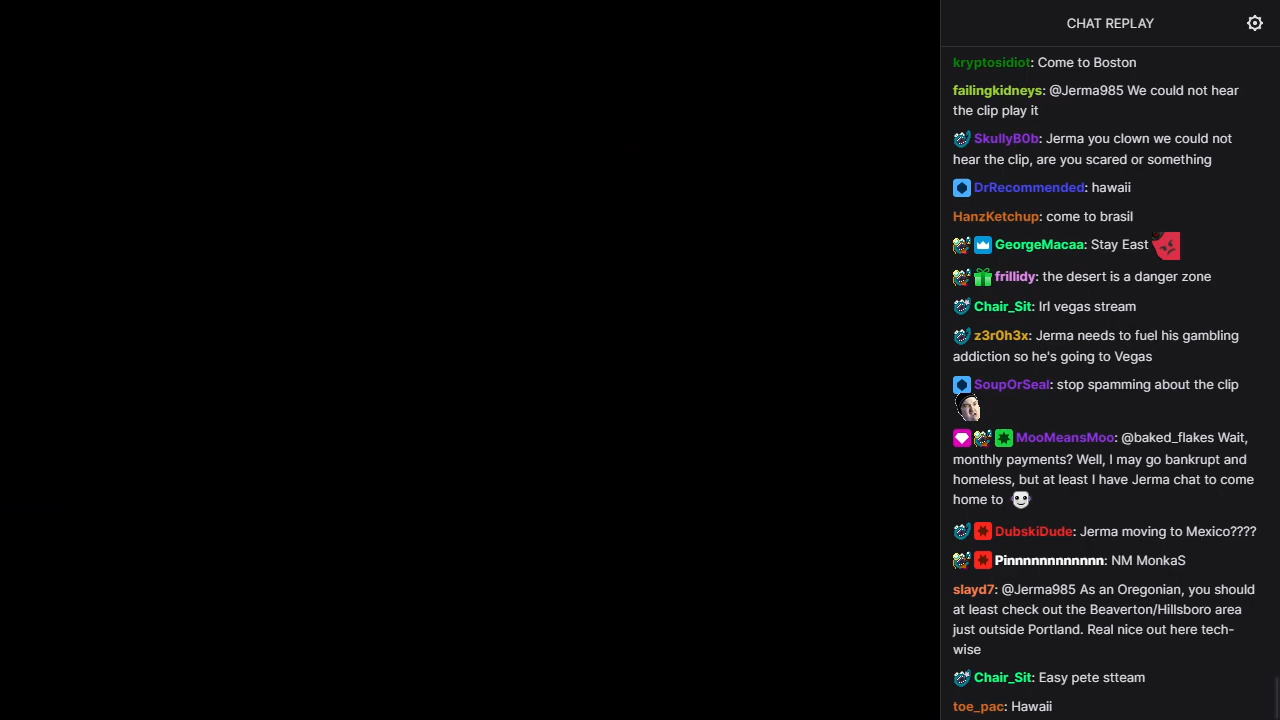 CHAT REPLAY
kryptosidiot: Come to Boston
failingkidneys: @Jerma985 We could not hear
the clip play it
SkullyB0b: Jerma you clown we could not
hear the clip, are you scared or something
DrRecommended: hawaii
HanzKetchup: come to brasil
GeorgeMacaa: Stay East
frillidy: the desert is a danger zone
Chair_Sit: Irl vegas stream
z3r0h3x: Jerma needs to fuel his gambling
addiction so he's going to Vegas
SoupOrSeal: stop spamming about the clip
MooMeansMoo: @baked_flakes Wait,
monthly payments? Well, I may go bankrupt and
homeless, but at least I have Jerma chat to come
home to
DubskiDude: Jerma moving to Mexico????
Pinnnnnnnnnnnn: NM MonkaS
slayd7: @Jerma985 As an Oregonian, you should
at least check out the Beaverton/Hillsboro area
just outside Portland. Real nice out here tech-
wise
Chair_Sit: Easy pete stteam
toe_pac: Hawaii